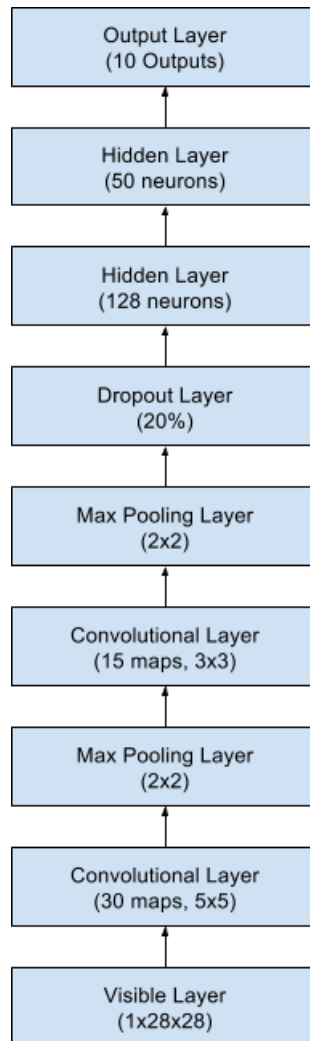 Output Layer
(10 Outputs)
Hidden Layer
(50 neurons)
Hidden Layer
(128 neurons)
Dropout Layer
(20%)
Max Pooling Layer
(2x2)
Convolutional Layer
(15 maps, 3x3)
Max Pooling Layer
(2x2)
Convolutional Layer
(30 maps, 5x5)
Visible Layer
(1x28x28)